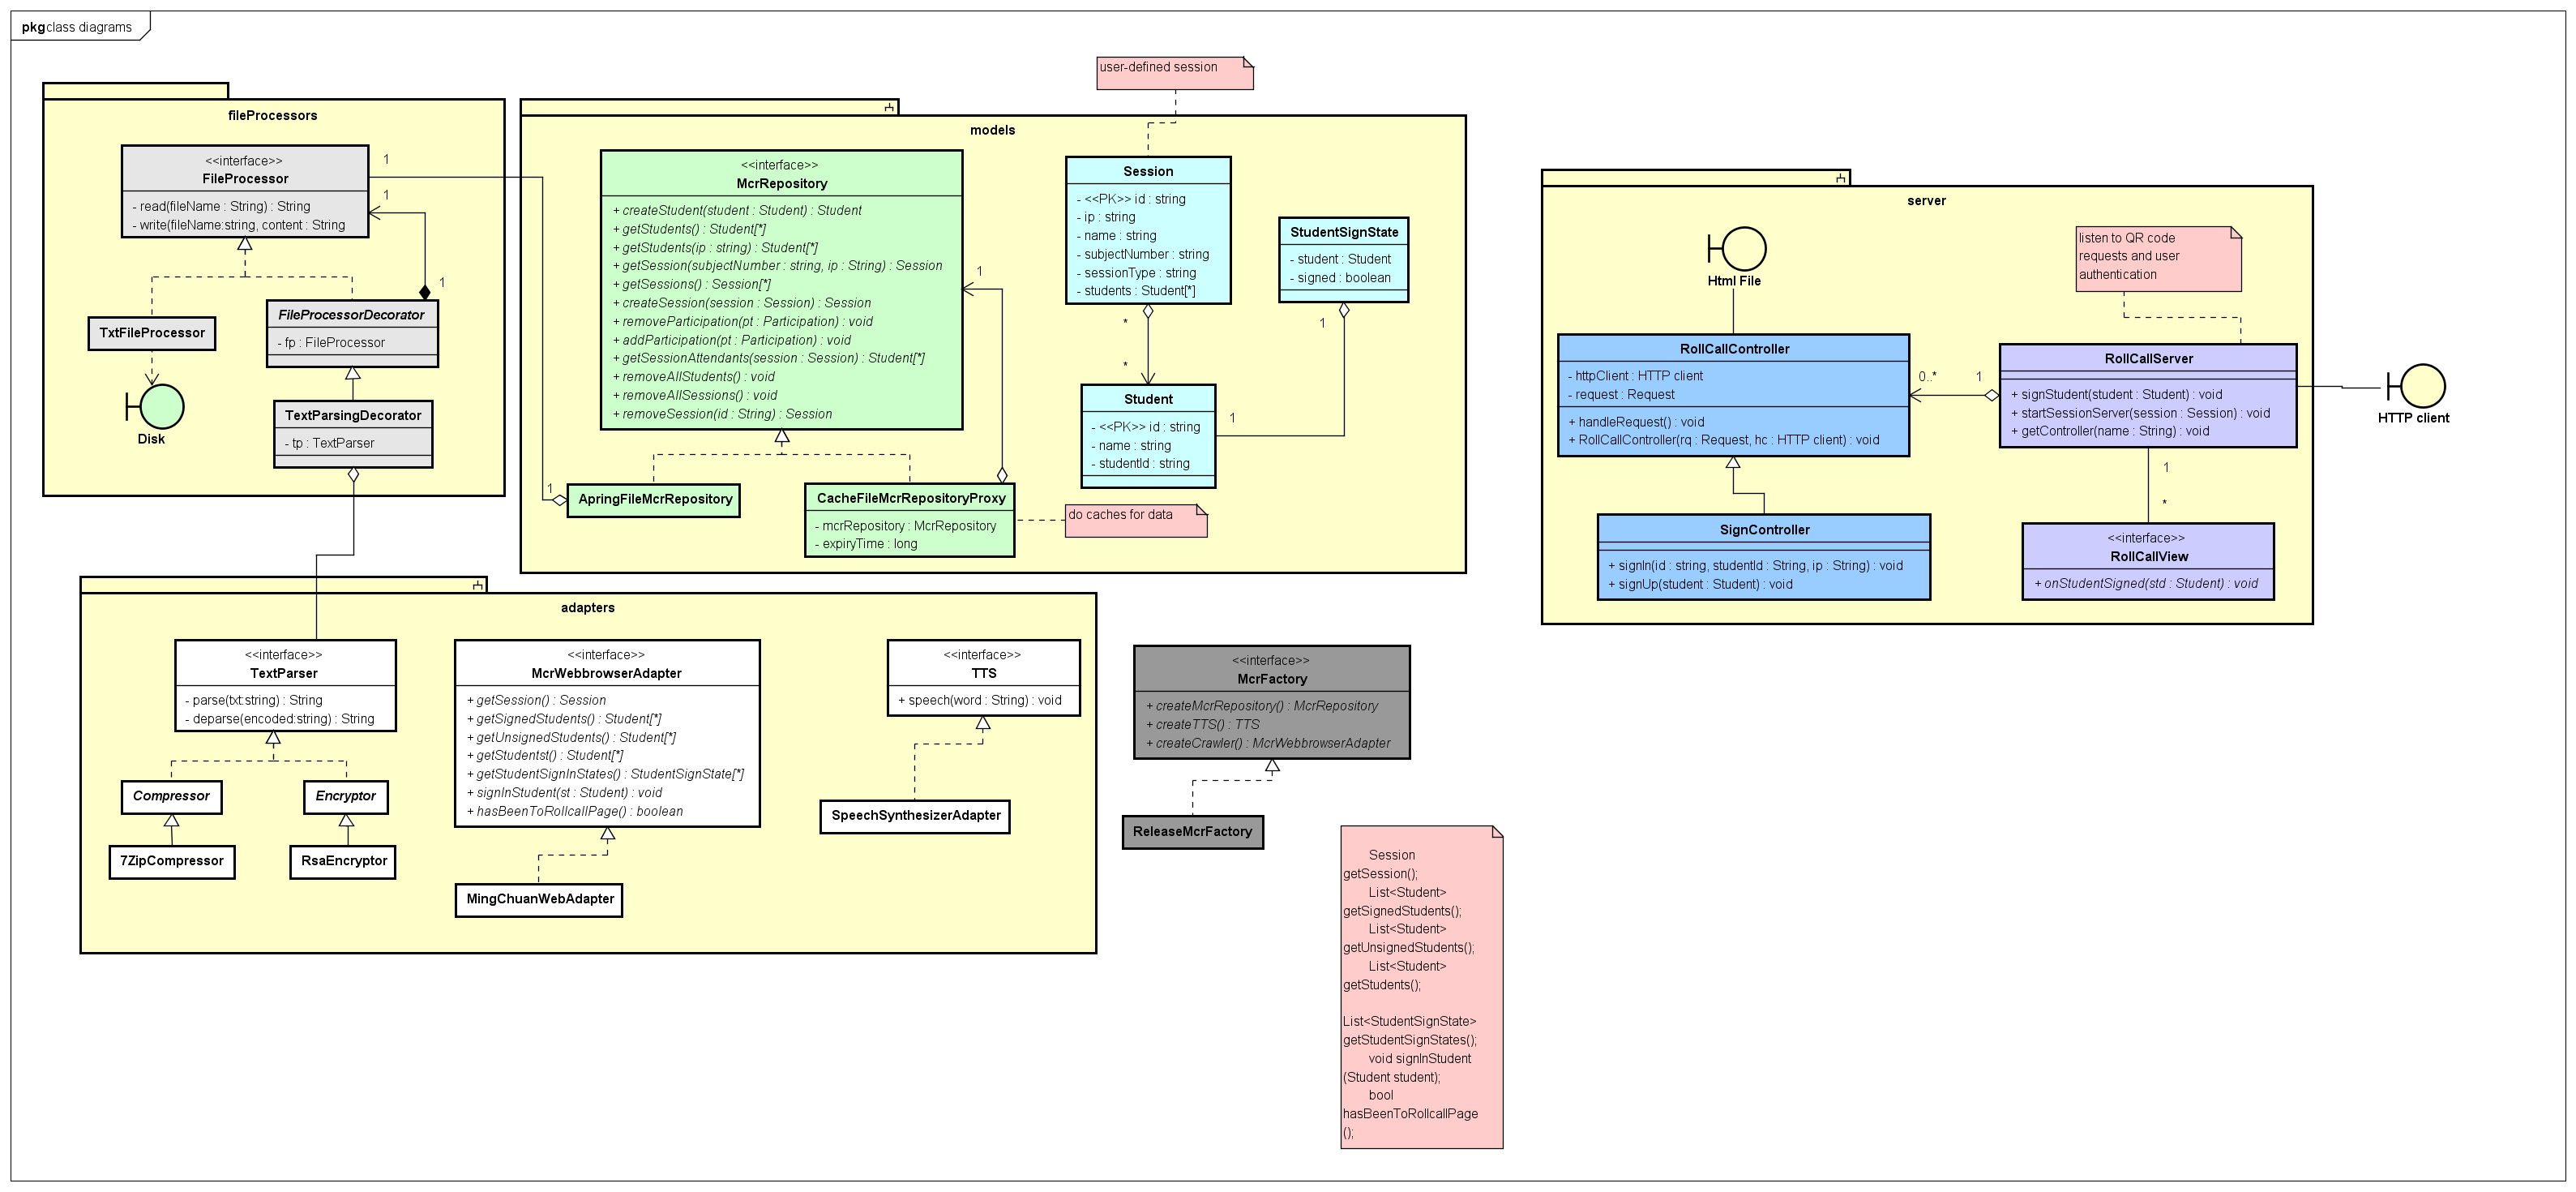 pkg class diagrams
fileProcessors
<<interface>>
FileProcessor
- read(fileName : String) : String
- write(fileName:string, content : String
1
1
1
TxtFileProcessor
FileProcessorDecorator
- fp : FileProcessor
Disk
TextParsingDecorator
- tp : TextParser
user-defined session
models
<<interface>>
McrRepository
+ createStudent(student : Student) : Student
+ getStudents() : Student[*]
+ getStudents(ip : string) : Student[*]
+ getSession(subjectNumber : string, ip : String) : Session
+ getSessions() : Session[*]
+ createSession(session : Session) : Session
+ removeParticipation(pt : Participation) : void
+ addParticipation(pt : Participation) : void
+ getSessionAttendants(session : Session) : Student[*]
+ removeAllStudents() : void
+ removeAllSessions() : void
+ removeSession(id : String) : Session
1
1
ApringFileMcrRepository
CacheFileMcrRepositoryProxy
- mcrRepository : McrRepository
- expiryTime : long
do caches for data
Session
- <<PK>> id : string
- ip : string
- name : string
- subjectNumber : string
- sessionType : string
- students : Student[*]
*
*
StudentSignState
- student : Student
- signed : boolean
1
1
Student
- <<PK>> id : string
- name : string
- studentId : string
server
Html File
listen to QR code
requests and user
authentication
RollCallController
- httpClient : HTTP client
- request : Request
+ handleRequest() : void
+ RollCallController(rq : Request, hc : HTTP client) : void
0..*
1
RollCallServer
+ signStudent(student : Student) : void
+ startSessionServer(session : Session) : void
+ getController(name : String) : void
HTTP client
1
*
SignController
+ signIn(id : string, studentId : String, ip : String) : void
+ signUp(student : Student) : void
<<interface>>
RollCallView
+ onStudentSigned(std : Student) : void
adapters
<<interface>>
TextParser
- parse(txt:string) : String
- deparse(encoded:string) : String
Compressor
Encryptor
7ZipCompressor
RsaEncryptor
<<interface>>
McrWebbrowserAdapter
+ getSession() : Session
+ getSignedStudents() : Student[*]
+ getUnsignedStudents() : Student[*]
+ getStudentst() : Student[*]
+ getStudentSignInStates() : StudentSignState[*]
+ signInStudent(st : Student) : void
+ hasBeenToRollcallPage() : boolean
MingChuanWebAdapter
<<interface>>
TTS
+ speech(word : String) : void
SpeechSynthesizerAdapter
<<interface>>
McrFactory
+ createMcrRepository() : McrRepository
+ createTTS() : TTS
+ createCrawler() : McrWebbrowserAdapter
ReleaseMcrFactory
Session
getSession();
List<Student>
getSignedStudents();
List<Student>
getUnsignedStudents();
List<Student>
getStudents();
List<StudentSignState>
getStudentSignStates();
void signInStudent
(Student student);
bool
hasBeenToRollcallPage
();